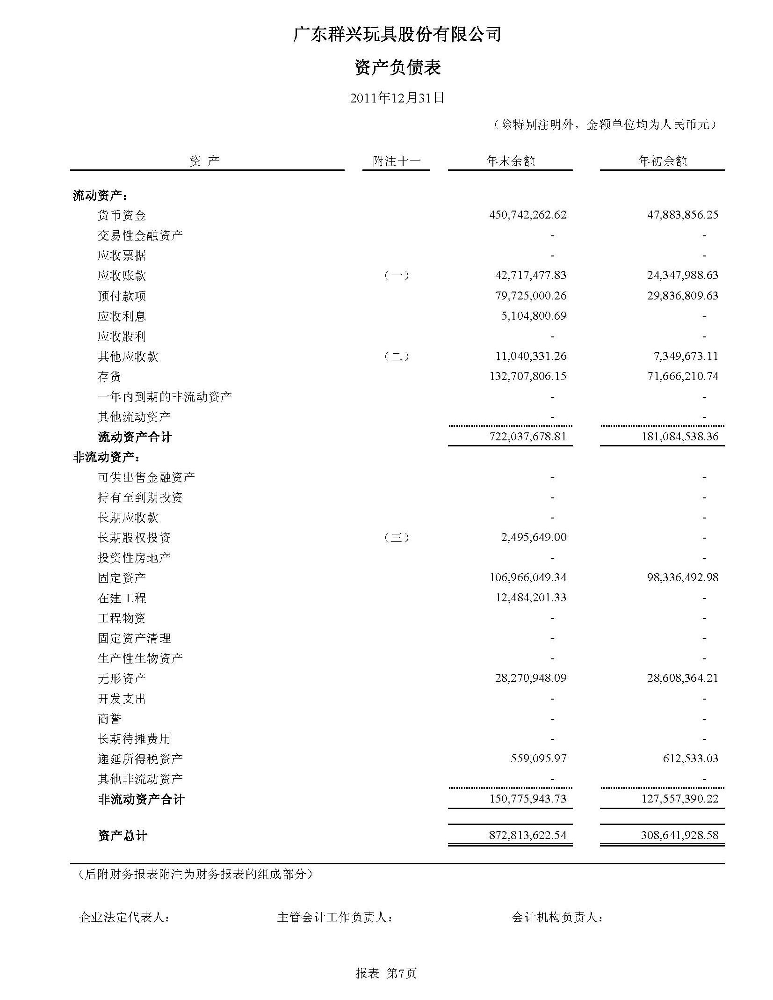 广东群兴玩具股份有限公司
资产负债表
2011年12月31日
（除特别注明外，金额单位均为人民币元）
资 产 附注十一 年末余额 年初余额
流动资产：
货币资金 450,742,262.62 47,883,856.25
交易性金融资产 - -
应收票据 - -
应收账款 （一） 42,717,477.83 24,347,988.63
预付款项 79,725,000.26 29,836,809.63
应收利息 5,104,800.69 -
应收股利 - -
其他应收款 （二） 11,040,331.26 7,349,673.11
存货 132,707,806.15 71,666,210.74
一年内到期的非流动资产 - -
其他流动资产 - -
流动资产合计 722,037,678.81 181,084,538.36
非流动资产：
可供出售金融资产 - -
持有至到期投资 - -
长期应收款 - -
长期股权投资 （三） 2,495,649.00 -
投资性房地产 - -
固定资产 106,966,049.34 98,336,492.98
在建工程 12,484,201.33 -
工程物资 - -
固定资产清理 - -
生产性生物资产 - -
无形资产 28,270,948.09 28,608,364.21
开发支出 - -
商誉 - -
长期待摊费用 - -
递延所得税资产 559,095.97 612,533.03
其他非流动资产 - -
非流动资产合计 150,775,943.73 127,557,390.22
资产总计 872,813,622.54 308,641,928.58
（后附财务报表附注为财务报表的组成部分）
企业法定代表人： 主管会计工作负责人： 会计机构负责人：
报表 第7页